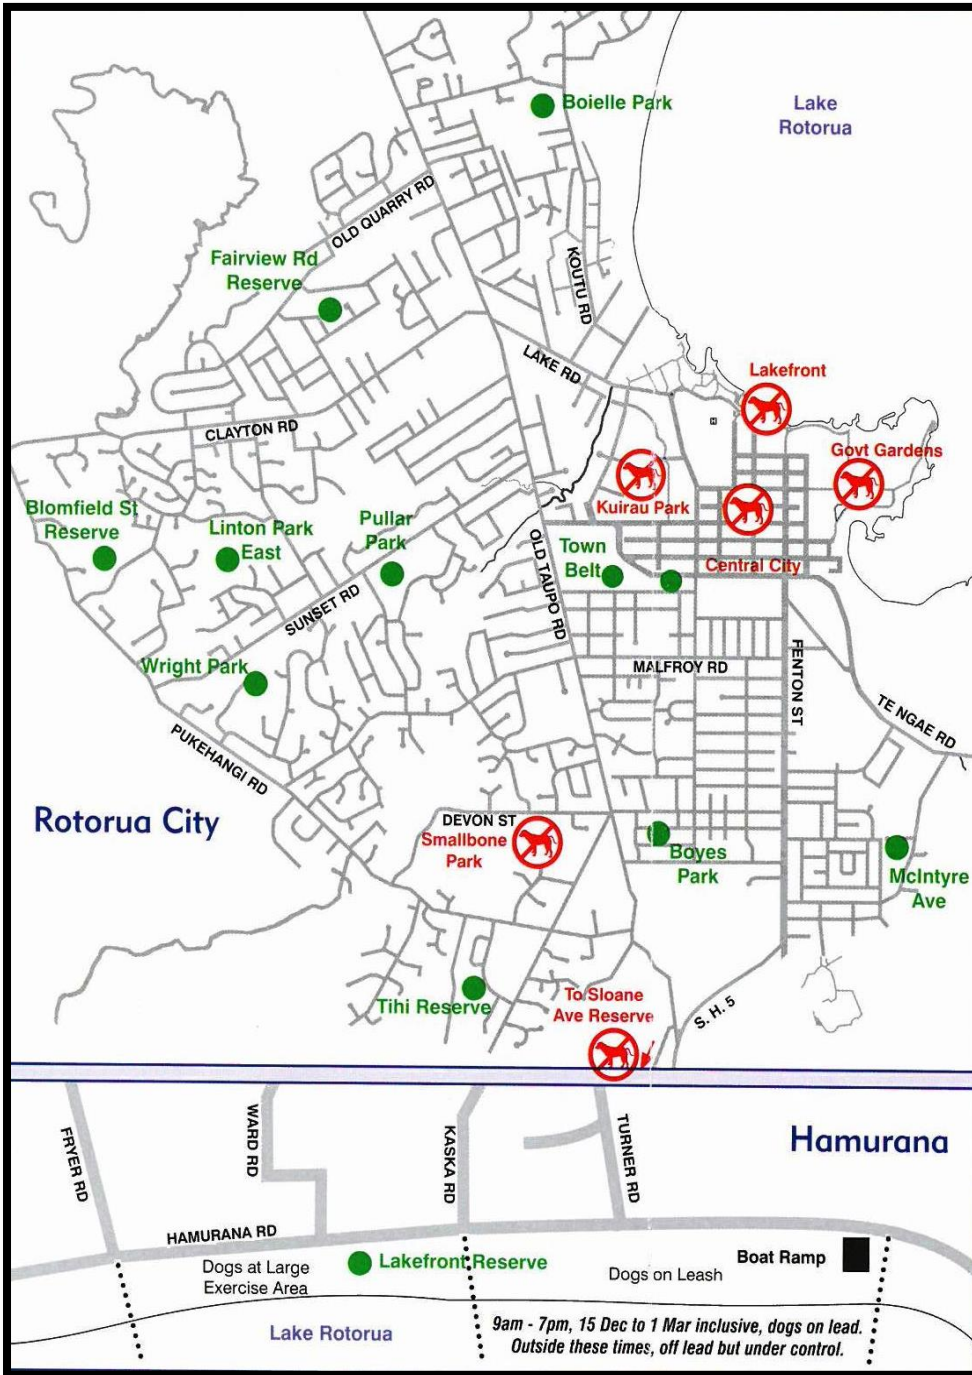 Boielle Park
Lake
Rotorua
OLD QUARRY RD
Fairview Rd
Reserve
KOUTU RD
LAKE RD
Lakefront
CLAYTON RD
Govt Gardens
Kuirau Park
Blomfield St
Reserve
Linton Park
East
Pullar
Park
OLD TAUPO RD
Town
Belt
Central City
SUNSET RD
MALFROY RD
FENTON ST
Wright Park
TE NGAE RD
PUKEHANGI RD
Rotorua City
DEVON ST
Smallbone
Park
Boyes
Park
McIntyre
Ave
Tihi Reserve
To Sloane
Ave Reserve
S. H. 5
FRYER RD
WARD RD
KASKA RD
TURNER RD
Hamurana
HAMURANA RD
Dogs at Large
Exercise Area
Lakefront Reserve
Dogs on Leash
Boat Ramp
Lake Rotorua
9am - 7pm, 15 Dec to 1 Mar inclusive, dogs on lead.
Outside these times, off lead but under control.